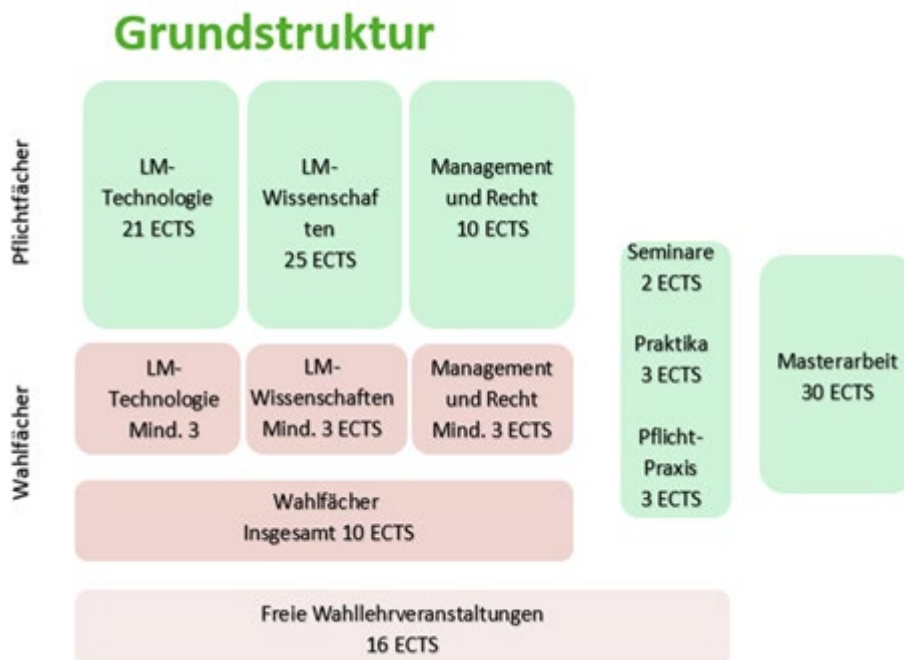 Grundstruktur
Pflichtfächer
LM-
Technologie
21 ECTS
LM-
Wissenschaf
ten
25 ECTS
Management
und Recht
10 ECTS
Wahlfächer
LM-
Technologie
Mind. 3
LM-
Wissenschaften
Mind. 3 ECTS
Management
und Recht
Mind. 3 ECTS
Wahlfächer
Insgesamt 10 ECTS
Seminare
2 ECTS
Praktika
3 ECTS
Pflicht-
Praxis
3 ECTS
Masterarbeit
30 ECTS
Freie Wahllehrveranstaltungen
16 ECTS